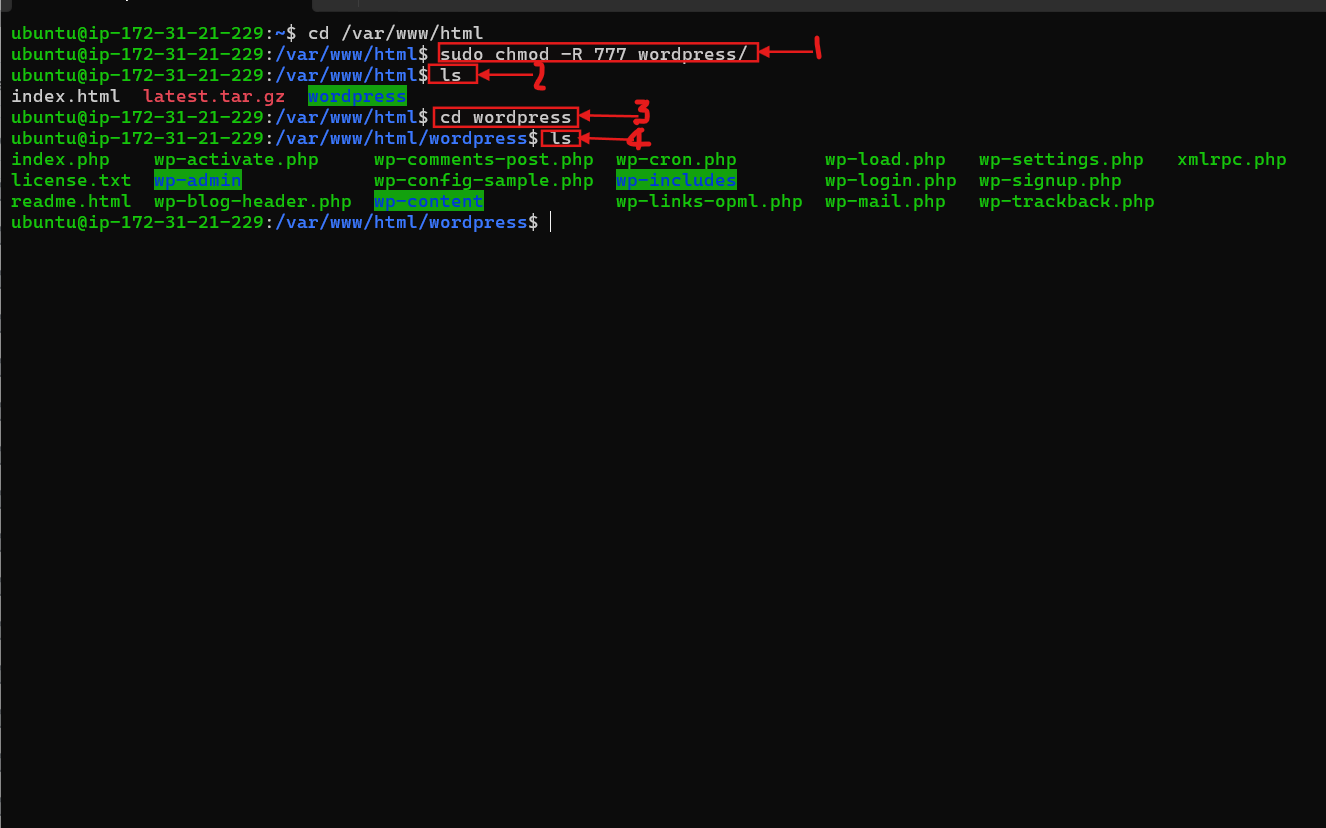 ubuntu@ip-172-31-21-229:~$ cd /var/www/html
ubuntu@ip-172-31-21-229:/var/www/html$ sudo chmod -R 777 wordpress/ 1
ubuntu@ip-172-31-21-229:/var/www/html$ ls 2
index.html latest.tar.gz wordpress
ubuntu@ip-172-31-21-229:/var/www/html$ cd wordpress 3
ubuntu@ip-172-31-21-229:/var/www/html/wordpress$ ls 4
index.php wp-activate.php wp-comments-post.php wp-cron.php wp-load.php wp-settings.php xmlrpc.php
license.txt wp-admin wp-config-sample.php wp-includes wp-login.php wp-signup.php
readme.html wp-blog-header.php wp-content wp-links-opml.php wp-mail.php wp-trackback.php
ubuntu@ip-172-31-21-229:/var/www/html/wordpress$